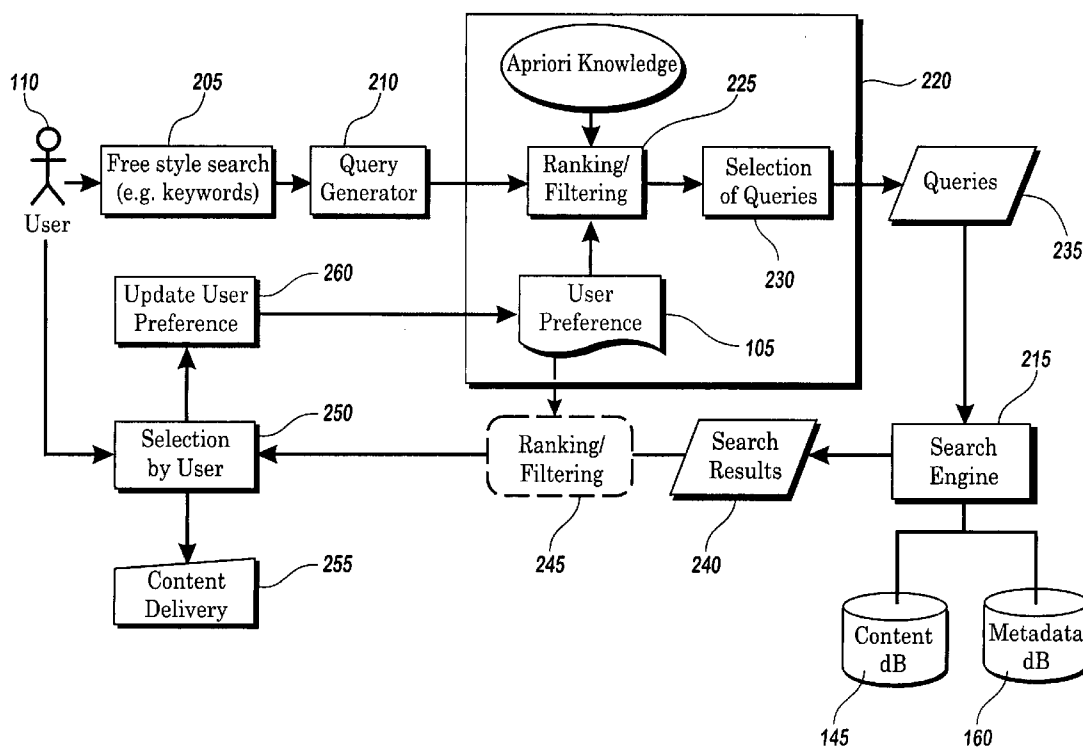 Apriori Knowledge
110
205
210
225
220
Free style search
(e.g. keywords)
Query
Generator
Ranking/
Filtering
Selection
of Queries
Queries
User
235
230
260
Update User
Preference
User
Preference
105
215
250
Selection
by User
Ranking/
Filtering
Search
Results
Search
Engine
245
240
255
Content
Delivery
Content
dB
Metadata
dB
145
160